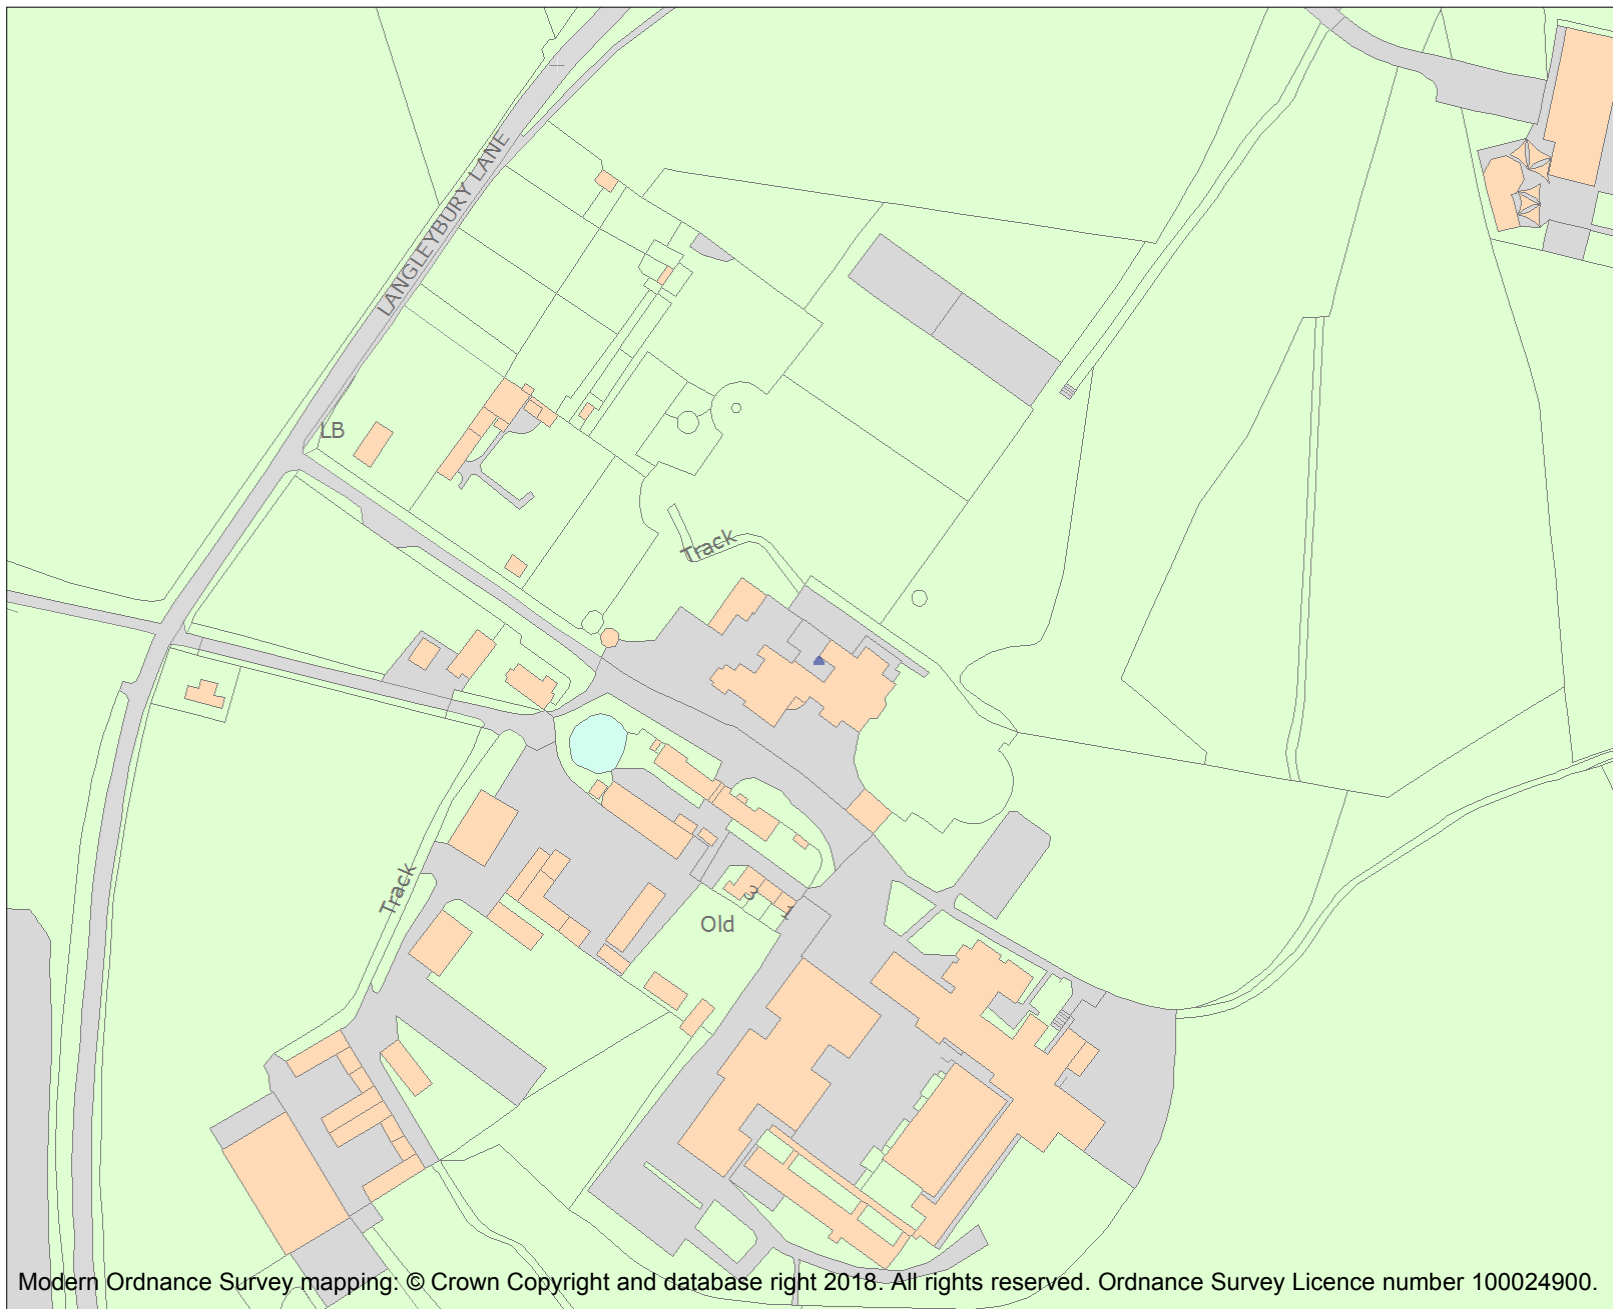 LANGLEYBURY LANE
LB
Track
Track
3
1
Old
Modern Ordnance Survey mapping: © Crown Copyright and database right 2018. All rights reserved. Ordnance Survey Licence number 100024900.